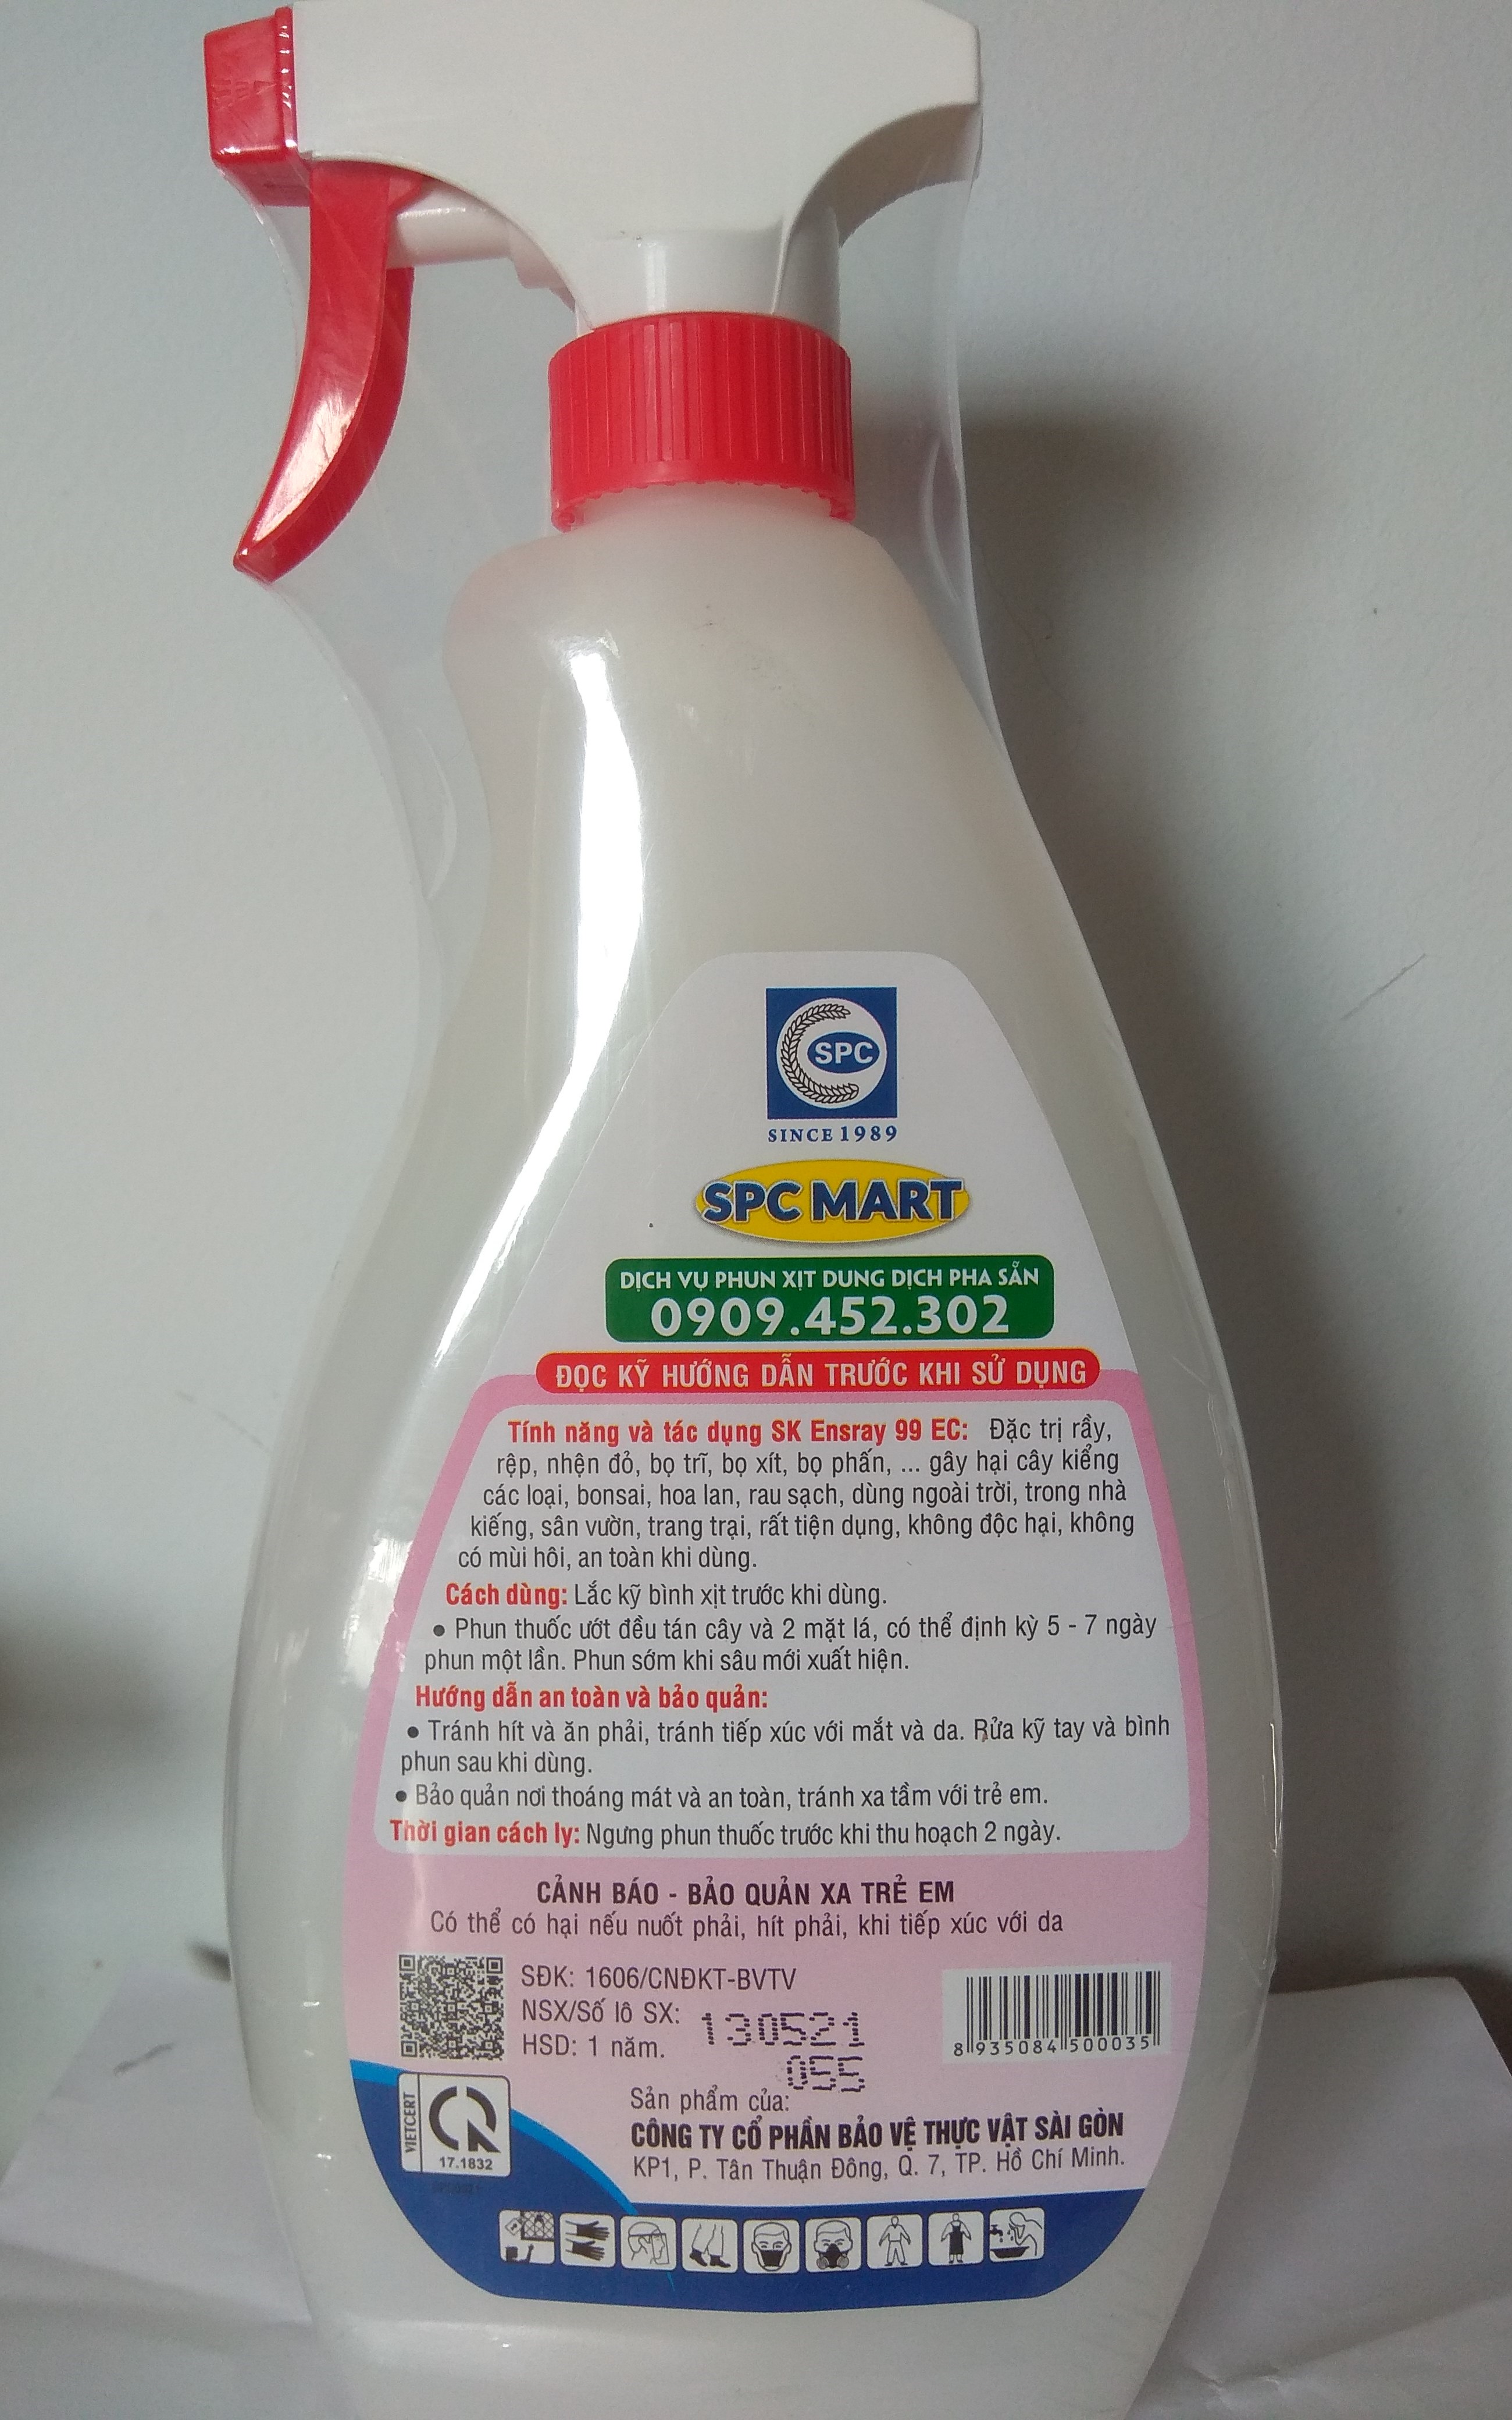 SPC
SINCE 1989
SPC MART
DỊCH VỤ PHUN XỊT DUNG DỊCH PHA SẴN
0909.452.302
ĐỌC KỸ HƯỚNG DẪN TRƯỚC KHI SỬ DỤNG
Tính năng và tác dụng SK Ensray 99 EC: Đặc trị rầy,
rệp, nhện đỏ, bọ trĩ, bọ xít, bọ phấn, ... gây hại cây kiểng
các loại, bonsai, hoa lan, rau sạch, dùng ngoài trời, trong nhà
kiếng, sân vườn, trang trại, rất tiện dụng, không độc hại, không
có mùi hôi, an toàn khi dùng.
Cách dùng: Lắc kỹ bình xịt trước khi dùng.
• Phun thuốc ướt đều tán cây và 2 mặt lá, có thể định kỳ 5 - 7 ngày
phun một lần. Phun sớm khi sâu mới xuất hiện.
Hướng dẫn an toàn và bảo quản:
• Tránh hít và ăn phải, tránh tiếp xúc với mắt và da. Rửa kỹ tay và bình
phun sau khi dùng.
• Bảo quản nơi thoáng mát và an toàn, tránh xa tầm với trẻ em.
Thời gian cách ly: Ngưng phun thuốc trước khi thu hoạch 2 ngày.
CẢNH BÁO - BẢO QUẢN XA TRẺ EM
Có thể có hại nếu nuốt phải, hít phải, khi tiếp xúc với da
SĐK: 1606/CNĐKT-BVTV
NSX/Số lô SX: 130521
HSD: 1 năm.
055
8 935084 500035
VIETCERT
17.1832
Sản phẩm của:
CÔNG TY CỔ PHẦN BẢO VỆ THỰC VẬT SÀI GÒN
KP1, P. Tân Thuận Đông, Q. 7, TP. Hồ Chí Minh.